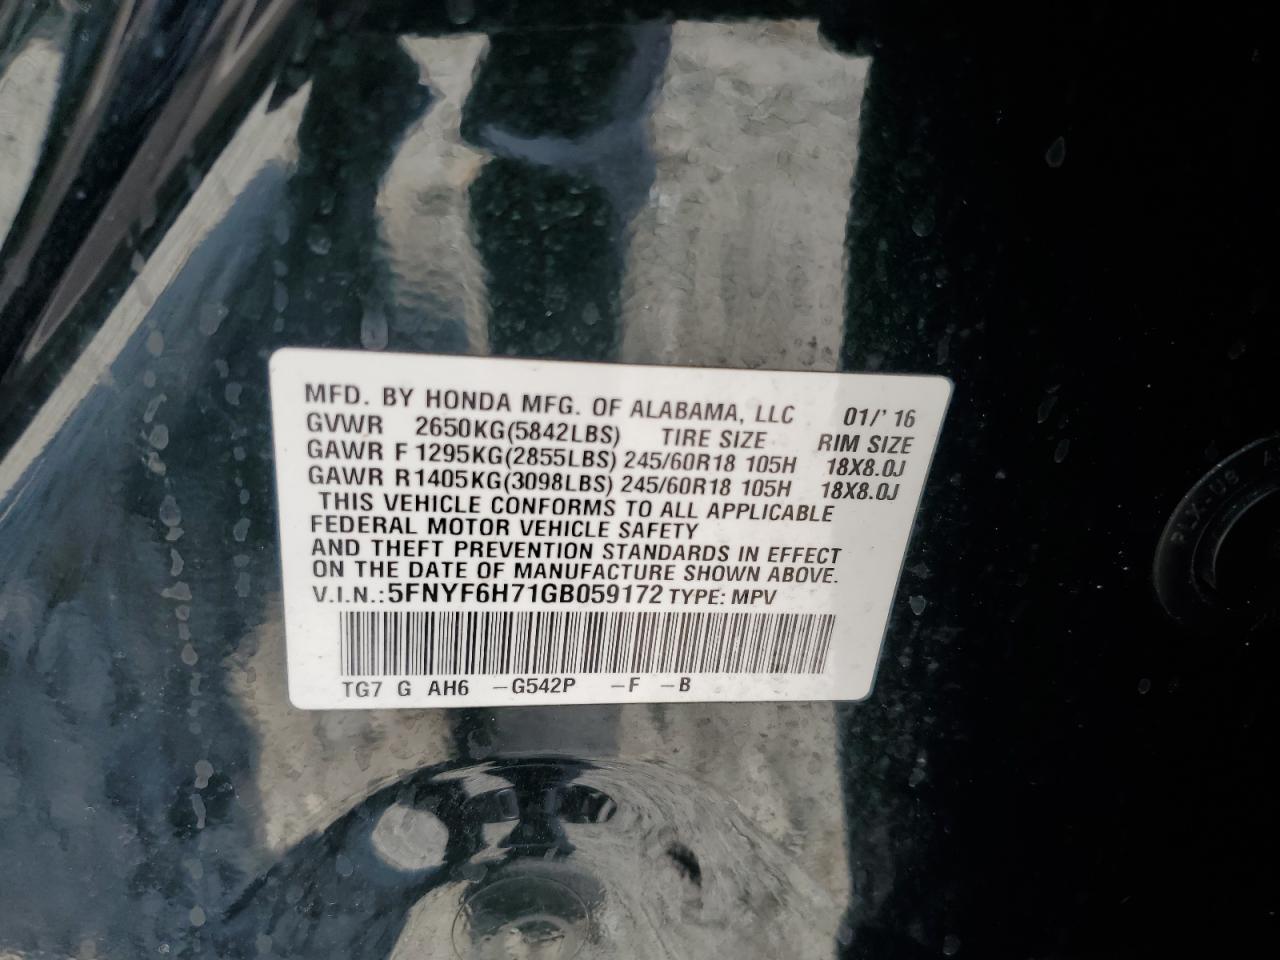 MFD. BY HONDA MFG. OF ALABAMA, LLC 01/' 16
GVWR 2650KG(5842LBS) TIRE SIZE RIM SIZE
GAWR F 1295KG(2855LBS) 245/60R18 105H 18X8.0J
GAWR R1405KG(3098LBS) 245/60R18 105H 18X8.0J
THIS VEHICLE CONFORMS TO ALL APPLICABLE
FEDERAL MOTOR VEHICLE SAFETY
AND THEFT PREVENTION STANDARDS IN EFFECT
ON THE DATE OF MANUFACTURE SHOWN ABOVE.
V.I.N.:5FNYF6H71GB059172 TYPE: MPV
TG7 G AH6 -G542P -F -B